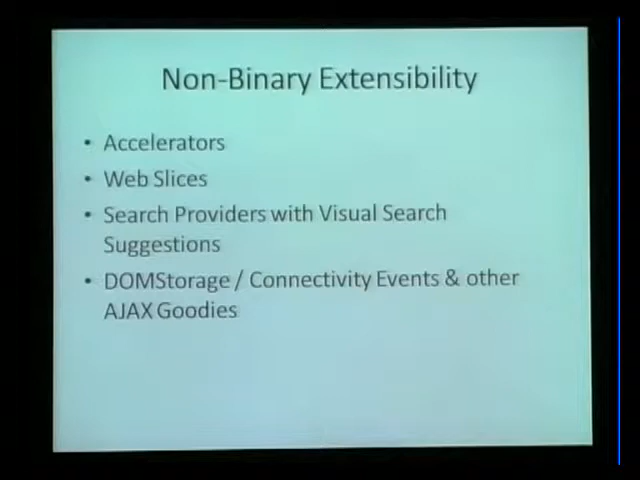 Non-Binary Extensibility
• Accelerators
• Web Slices
• Search Providers with Visual Search
Suggestions
• DOMStorage / Connectivity Events & other
AJAX Goodies